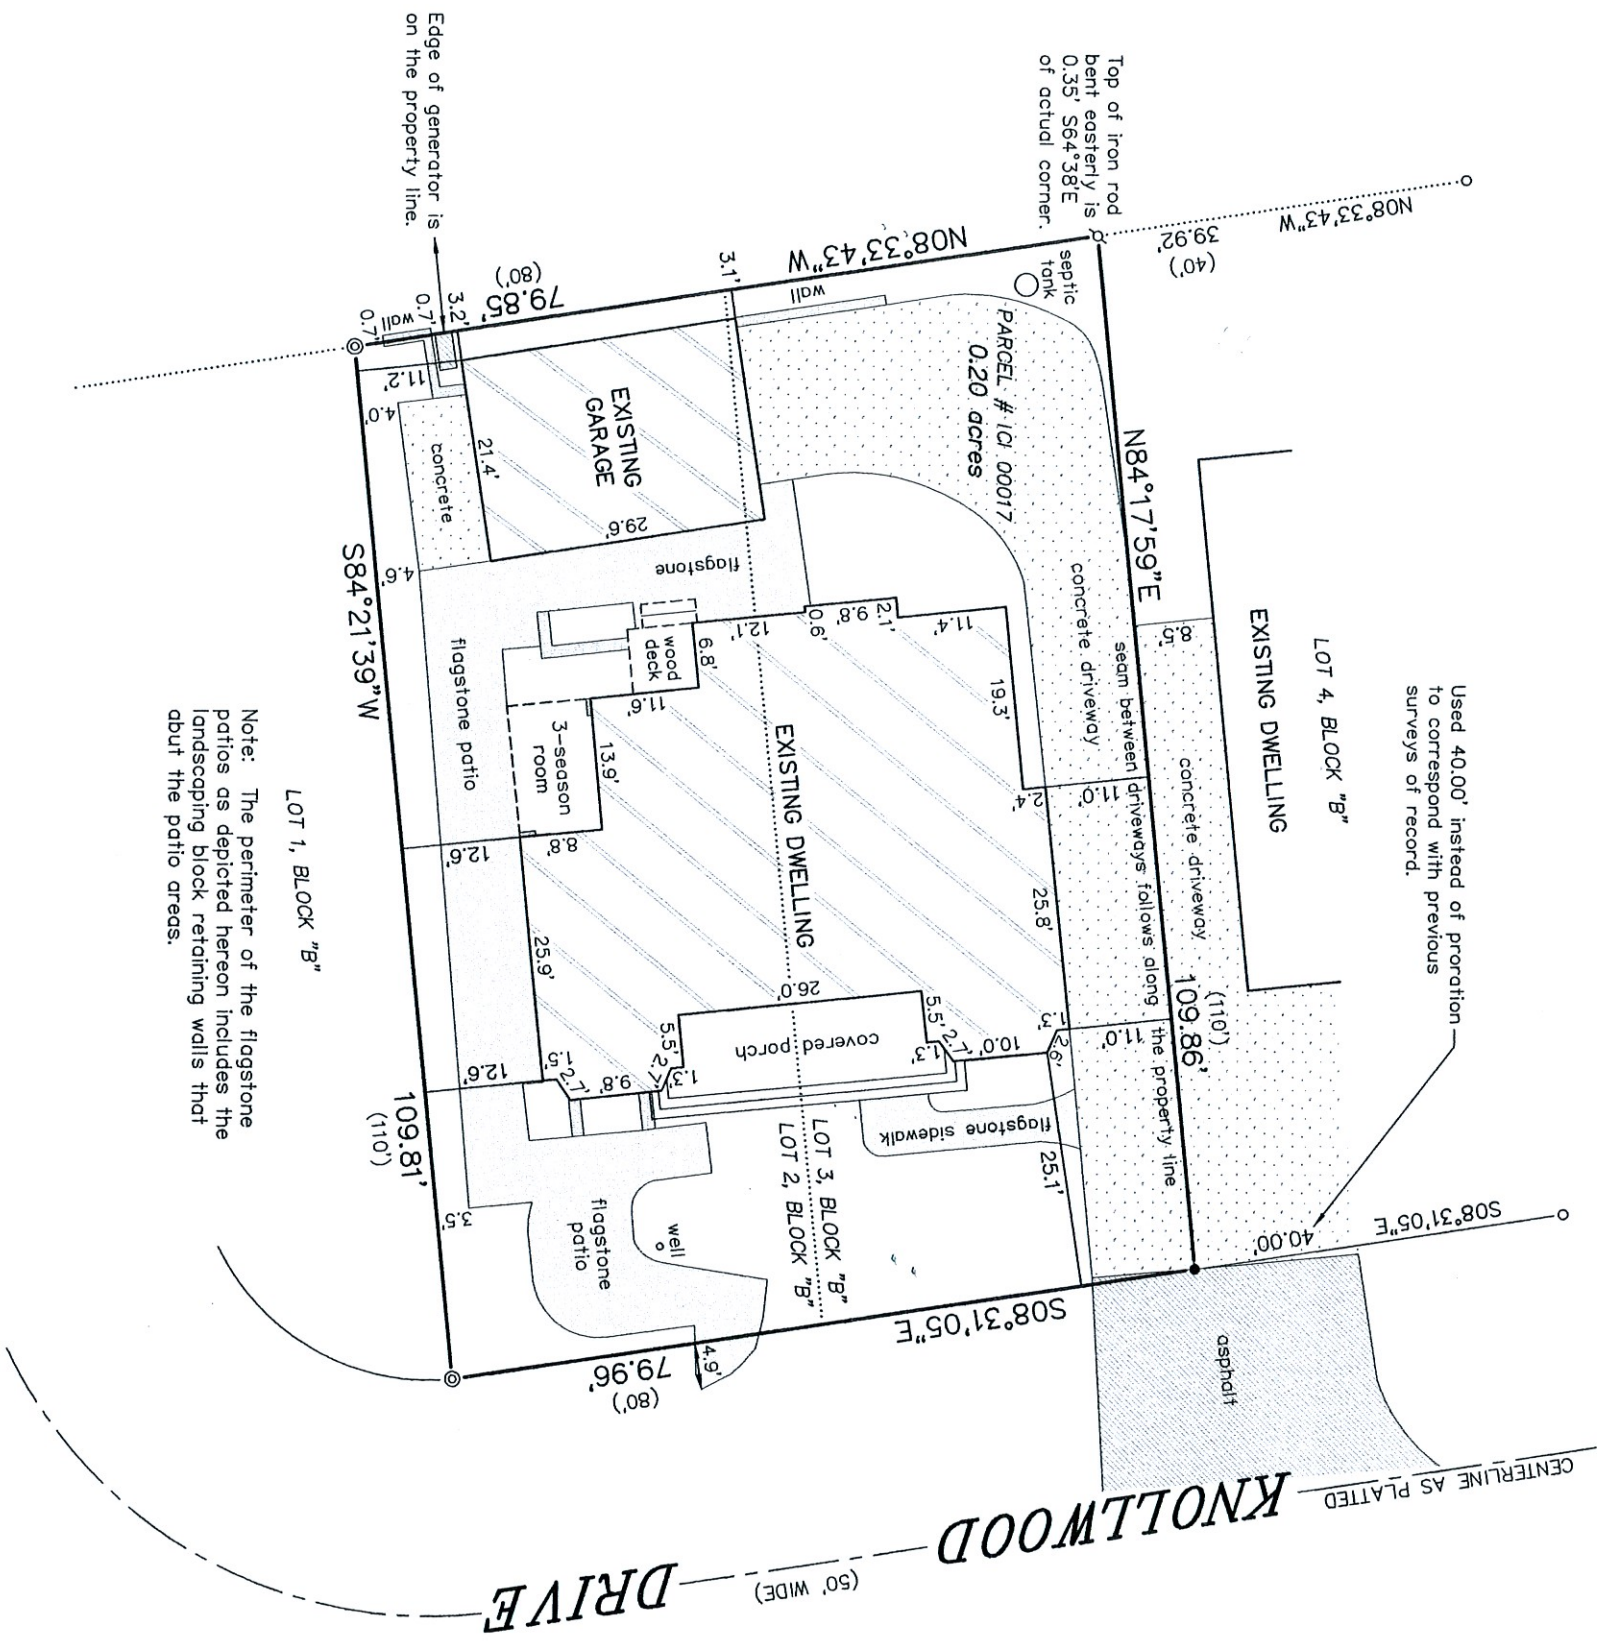 Edge of generator is
on the property line.
Top of iron rod
bent easterly is
0.35' S64°38'E
of actual corner.
N08°33'43"W
39.92'
(40')
N08°33'43"W
79.85'
(80')
3.1'
3.2'
0.7'
0.7'
wall
wall
septic
tank
PARCEL # ICI 00017
0.20 acres
N84°17'59"E
109.86'
(110')
LOT 4, BLOCK "B"
EXISTING DWELLING
8.5'
concrete driveway
concrete driveway
seam between driveways follows along the property line
Used 40.00' instead of proration
to correspond with previous
surveys of record.
EXISTING
GARAGE
21.4'
29.6'
11.2'
4.0'
4.6'
concrete
flagstone
flagstone patio
wood
deck
3-season
room
EXISTING DWELLING
12.1'
0.6'
9.8'
2.1'
11.4'
19.3'
2.4'
11.0'
25.8'
6.8'
11.6'
13.9'
8.8'
12.6'
25.9'
12.6'
1.5'
2.7'
9.8'
2.7'
1.3'
5.5'
26.0'
5.5'
1.3'
2.7'
10.0'
2.6'
1.3'
11.0'
covered porch
flagstone sidewalk
25.1'
LOT 3, BLOCK "B"
LOT 2, BLOCK "B"
well
flagstone
patio
3.5'
4.9'
S84°21'39"W
109.81'
(110')
LOT 1, BLOCK "B"
Note: The perimeter of the flagstone
patios as depicted hereon includes the
landscaping block retaining walls that
abut the patio areas.
S08°31'05"E
40.00'
S08°31'05"E
79.96'
(80')
asphalt
CENTERLINE AS PLATTED
KNOLLWOOD DRIVE
(50' WIDE)